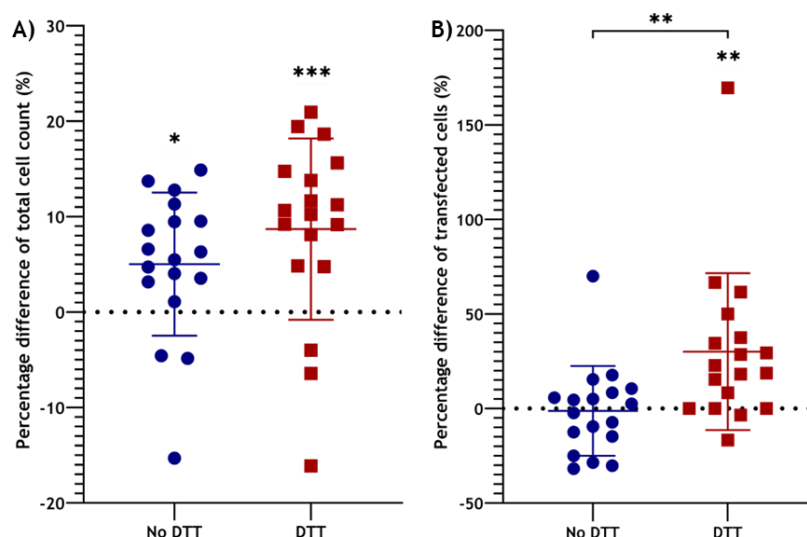 A)
Percentage difference of total cell count (%)
30
20
10
0
-10
-20
*
***
No DTT
DTT
B)
Percentage difference of transfected cells (%)
200
150
100
50
0
-50
**
**
No DTT
DTT